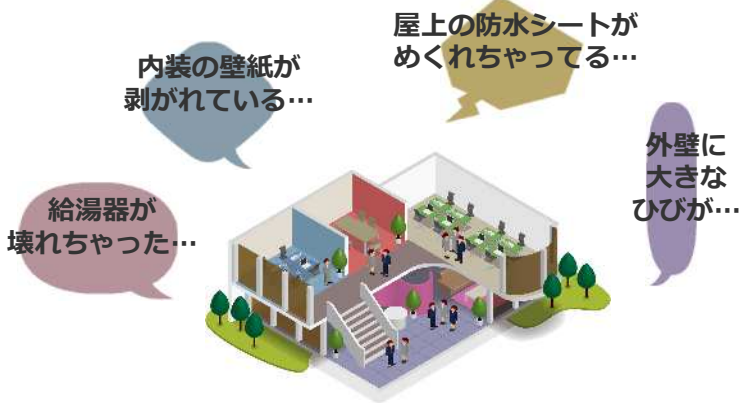 屋上の防水シートが
めくれちゃってる…
内装の壁紙が
剥がれている…
外壁に
大きな
ひびが…
給湯器が
壊れちゃった…